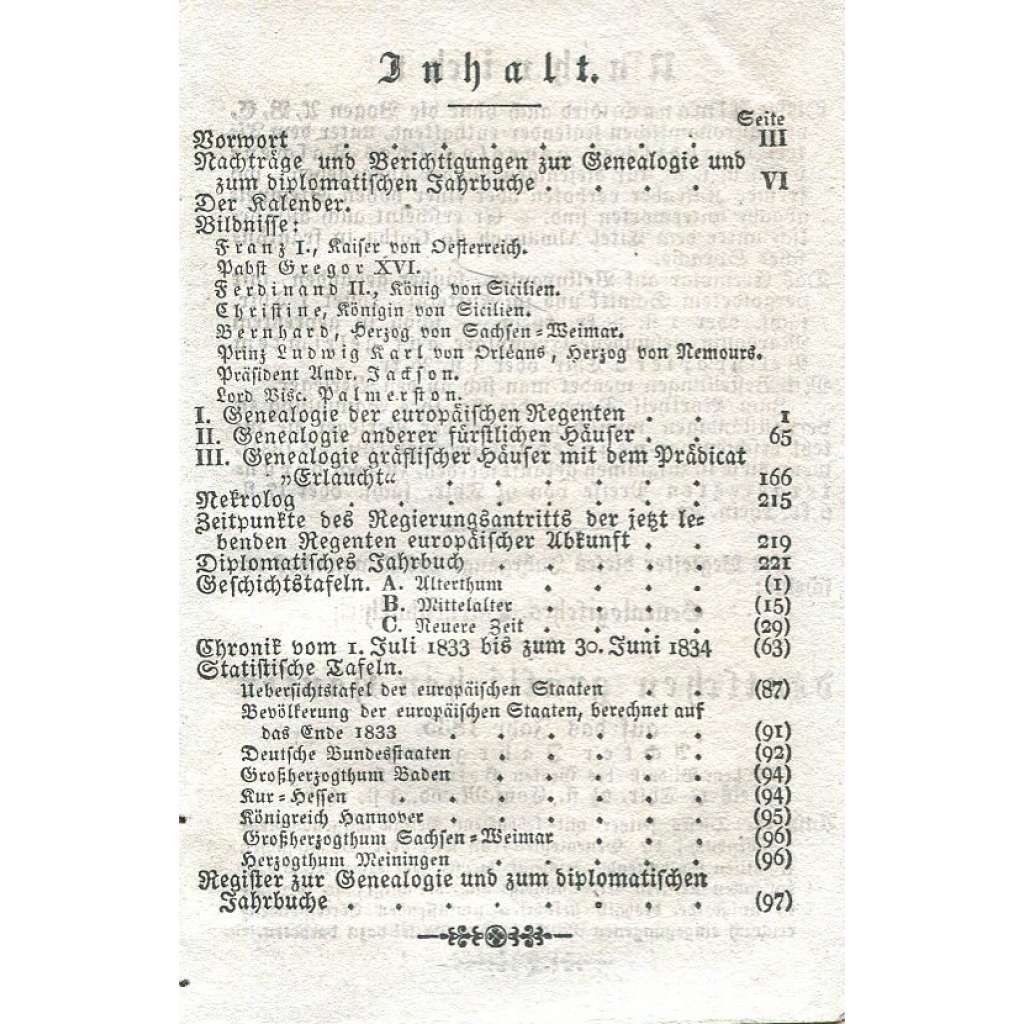 Inhalt.
Seite
Vorwort . . . . . . . . III
Nachträge und Berichtigungen zur Genealogie und
zum diplomatischen Jahrbuche . . . . . VI
Der Kalender.
Bildnisse:
Franz I., Kaiser von Oesterreich.
Pabst Gregor XVI.
Ferdinand II., König von Sicilien.
Christine, Königin von Sicilien.
Bernhard, Herzog von Sachsen-Weimar.
Prinz Ludwig Karl von Orléans, Herzog von Nemours.
Präsident Andr. Jackson.
Lord Visc. Palmerston.
I. Genealogie der europäischen Regenten . . 1
II. Genealogie anderer fürstlichen Häuser . . 65
III. Genealogie gräflischer Häuser mit dem Prädicat
„Erlaucht“ . . . . . . . 166
Nekrolog . . . . . . . . 215
Zeitpunkte des Regierungsantritts der jetzt le-
benden Regenten europäischer Abkunft . . 219
Diplomatisches Jahrbuch . . . . . 221
Geschichtstafeln. A. Alterthum . . . . (1)
B. Mittelalter . . . . (15)
C. Neuere Zeit . . . . (29)
Chronik vom 1. Juli 1833 bis zum 30. Juni 1834 (63)
Statistische Tafeln.
Uebersichtstafel der europäischen Staaten . . (87)
Bevölkerung der europäischen Staaten, berechnet auf
das Ende 1833 . . . . . . (91)
Deutsche Bundesstaaten . . . . . (92)
Großherzogthum Baden . . . . . (94)
Kur-Hessen . . . . . . . (94)
Königreich Hannover . . . . . . (95)
Großherzogthum Sachsen-Weimar . . . (96)
Herzogthum Meiningen . . . . . (96)
Register zur Genealogie und zum diplomatischen
Jahrbuche . . . . . . . . (97)